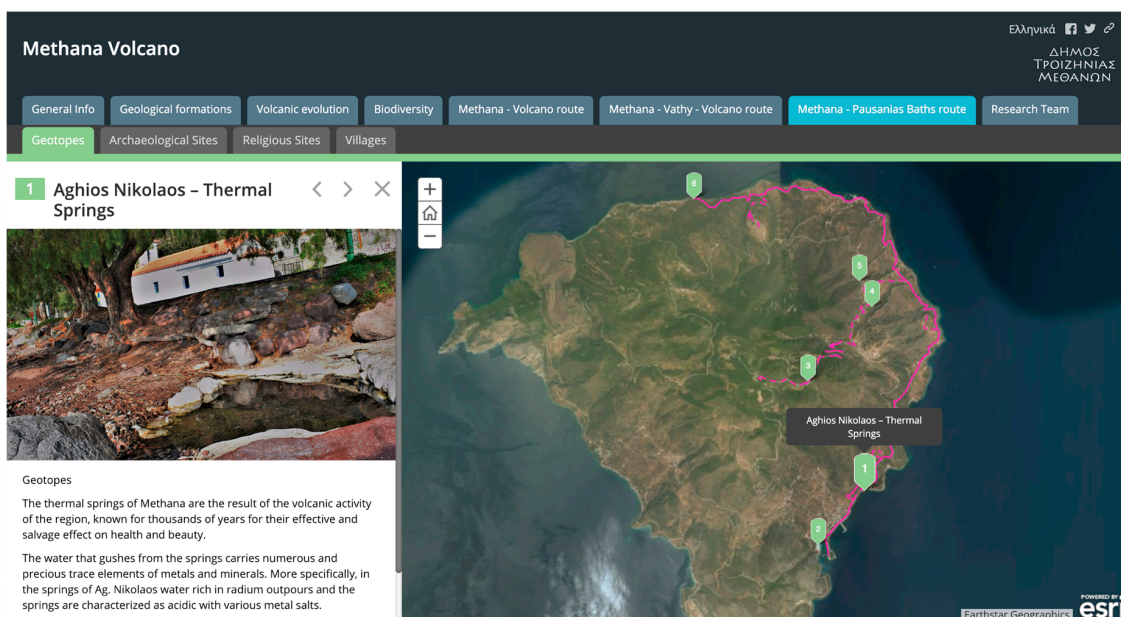 Ελληνικά
Methana Volcano
ΔΗΜΟΣ
ΤΡΟΙΖΗΝΙΑΣ
ΜΕΘΑΝΩΝ
General Info Geological formations Volcanic evolution Biodiversity Methana - Volcano route Methana - Vathy - Volcano route Methana - Pausanias Baths route Research Team
Geotopes Archaeological Sites Religious Sites Villages
1 Aghios Nikolaos – Thermal
Springs
Geotopes
The thermal springs of Methana are the result of the volcanic activity
of the region, known for thousands of years for their effective and
salvage effect on health and beauty.
The water that gushes from the springs carries numerous and
precious trace elements of metals and minerals. More specifically, in
the springs of Ag. Nikolaos water rich in radium outpours and the
springs are characterized as acidic with various metal salts.
6
5
4
3
Aghios Nikolaos – Thermal
Springs
1
2
POWERED BY
esri
Earthstar Geographics